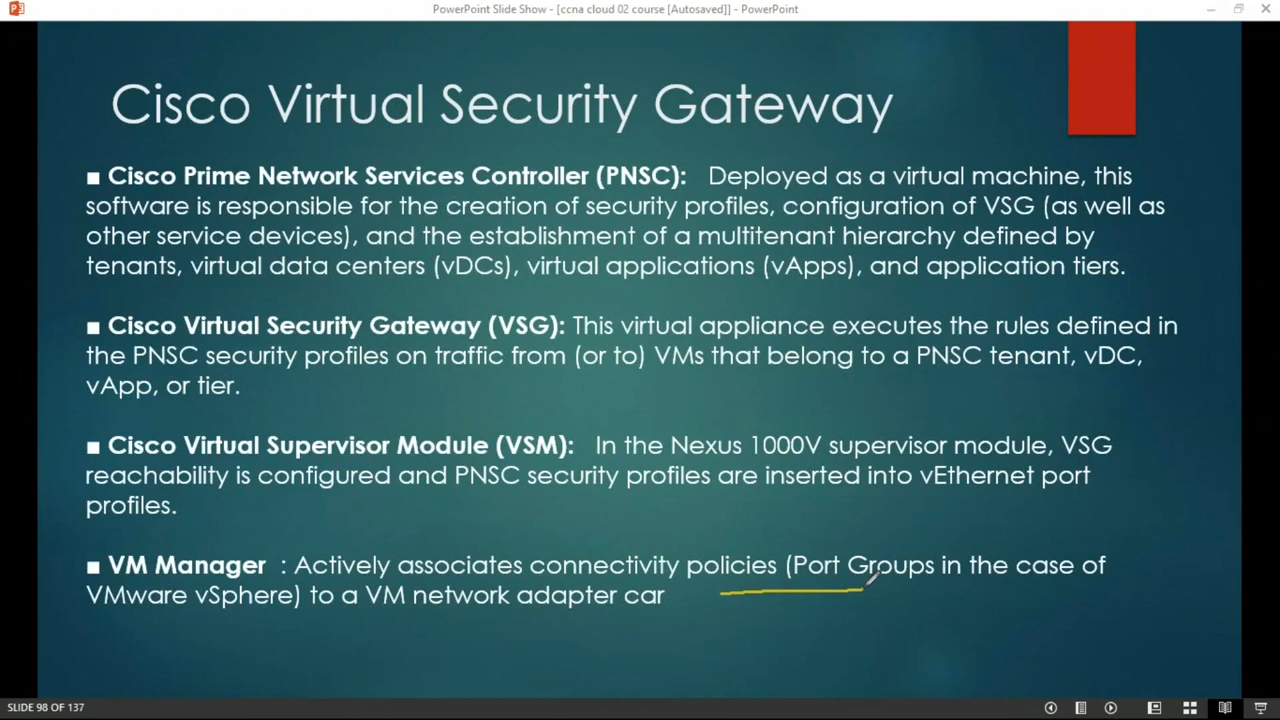 PowerPoint Slide Show - [ccna cloud 02 course [Autosaved]] - PowerPoint
Cisco Virtual Security Gateway
■ Cisco Prime Network Services Controller (PNSC): Deployed as a virtual machine, this
software is responsible for the creation of security profiles, configuration of VSG (as well as
other service devices), and the establishment of a multitenant hierarchy defined by
tenants, virtual data centers (vDCs), virtual applications (vApps), and application tiers.
■ Cisco Virtual Security Gateway (VSG): This virtual appliance executes the rules defined in
the PNSC security profiles on traffic from (or to) VMs that belong to a PNSC tenant, vDC,
vApp, or tier.
■ Cisco Virtual Supervisor Module (VSM): In the Nexus 1000V supervisor module, VSG
reachability is configured and PNSC security profiles are inserted into vEthernet port
profiles.
■ VM Manager : Actively associates connectivity policies (Port Groups in the case of
VMware vSphere) to a VM network adapter car
SLIDE 98 OF 137